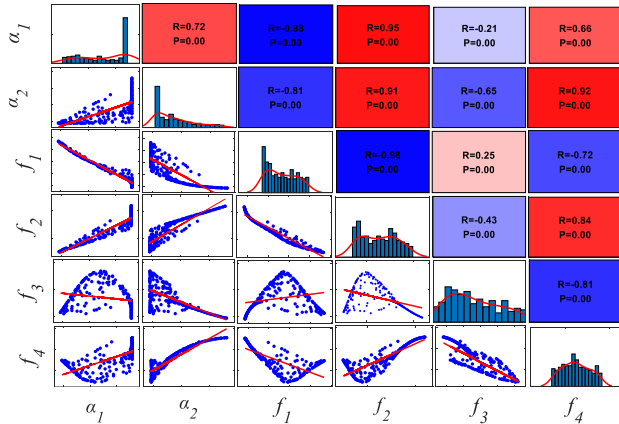 α1
R=0.72
P=0.00
R=-0.98
P=0.00
R=0.95
P=0.00
R=-0.21
P=0.00
R=0.66
P=0.00
α2
R=-0.81
P=0.00
R=0.91
P=0.00
R=-0.65
P=0.00
R=0.92
P=0.00
f1
R=-0.98
P=0.00
R=0.25
P=0.00
R=-0.72
P=0.00
f2
R=-0.43
P=0.00
R=0.84
P=0.00
f3
R=-0.81
P=0.00
f4
α1 α2 f1 f2 f3 f4